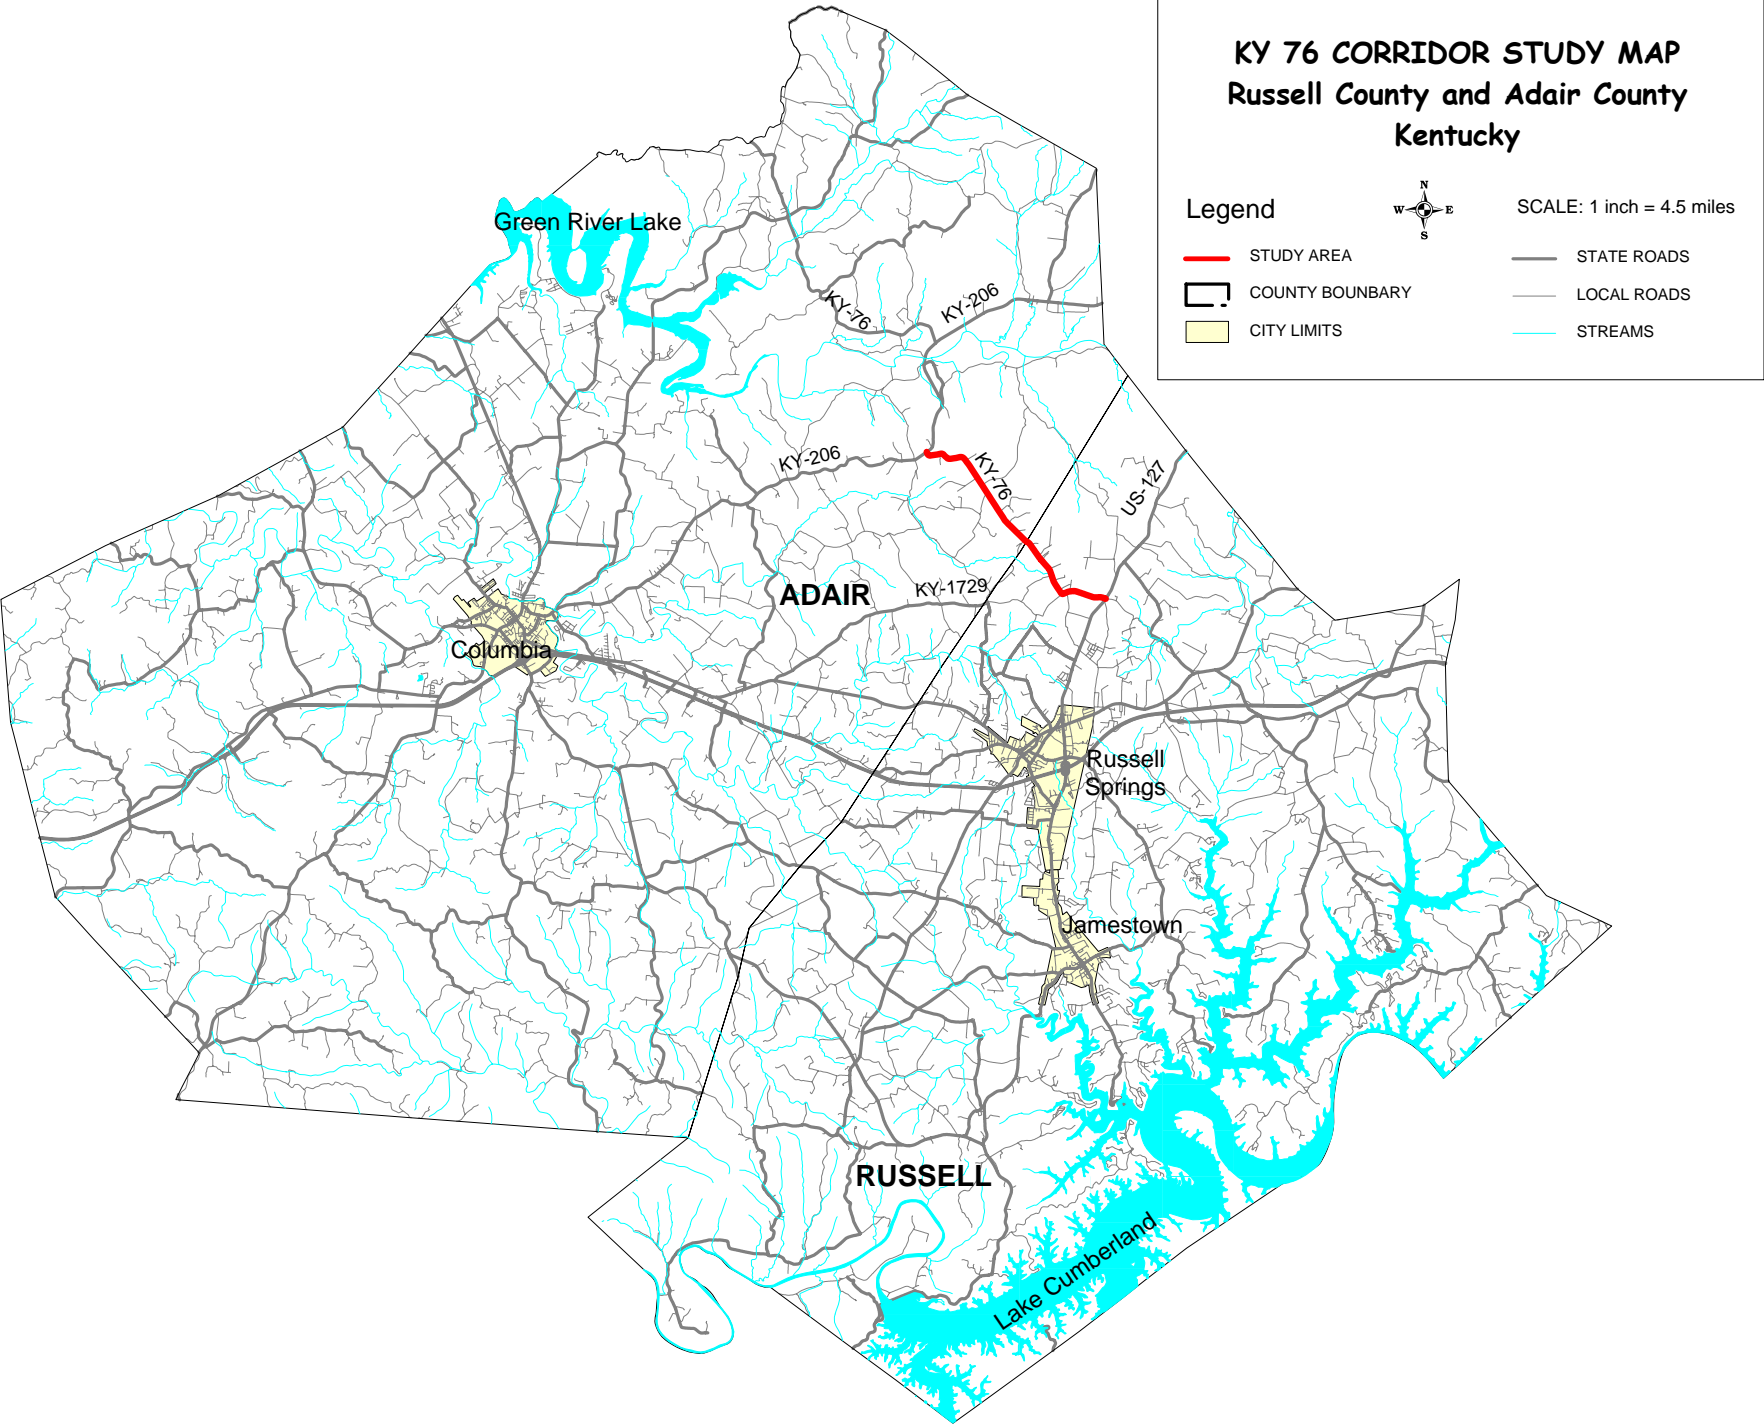 KY 76 CORRIDOR STUDY MAP
Russell County and Adair County
Kentucky
Legend
N
W
E
S
SCALE: 1 inch = 4.5 miles
STUDY AREA
STATE ROADS
COUNTY BOUNBARY
LOCAL ROADS
CITY LIMITS
STREAMS
Green River Lake
KY-76
KY-206
KY-206
KY-76
US-127
ADAIR
KY-1729
Columbia
Russell
Springs
Jamestown
RUSSELL
Lake Cumberland